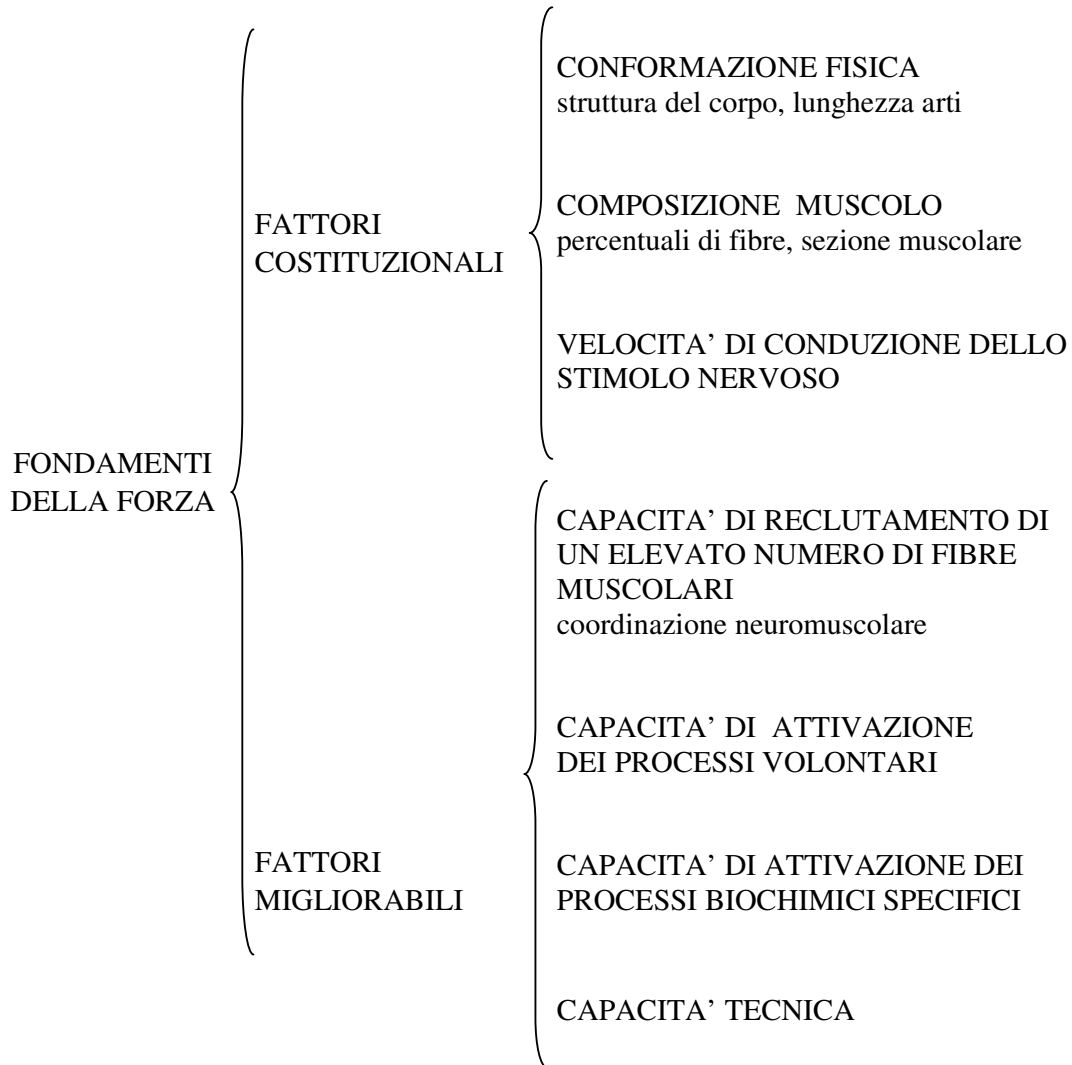 FONDAMENTI
DELLA FORZA
FATTORI
COSTITUZIONALI
CONFORMAZIONE FISICA
struttura del corpo, lunghezza arti
COMPOSIZIONE MUSCOLO
percentuali di fibre, sezione muscolare
VELOCITA’ DI CONDUZIONE DELLO
STIMOLO NERVOSO
FATTORI
MIGLIORABILI
CAPACITA’ DI RECLUTAMENTO DI
UN ELEVATO NUMERO DI FIBRE
MUSCOLARI
coordinazione neuromuscolare
CAPACITA’ DI ATTIVAZIONE
DEI PROCESSI VOLONTARI
CAPACITA’ DI ATTIVAZIONE DEI
PROCESSI BIOCHIMICI SPECIFICI
CAPACITA’ TECNICA